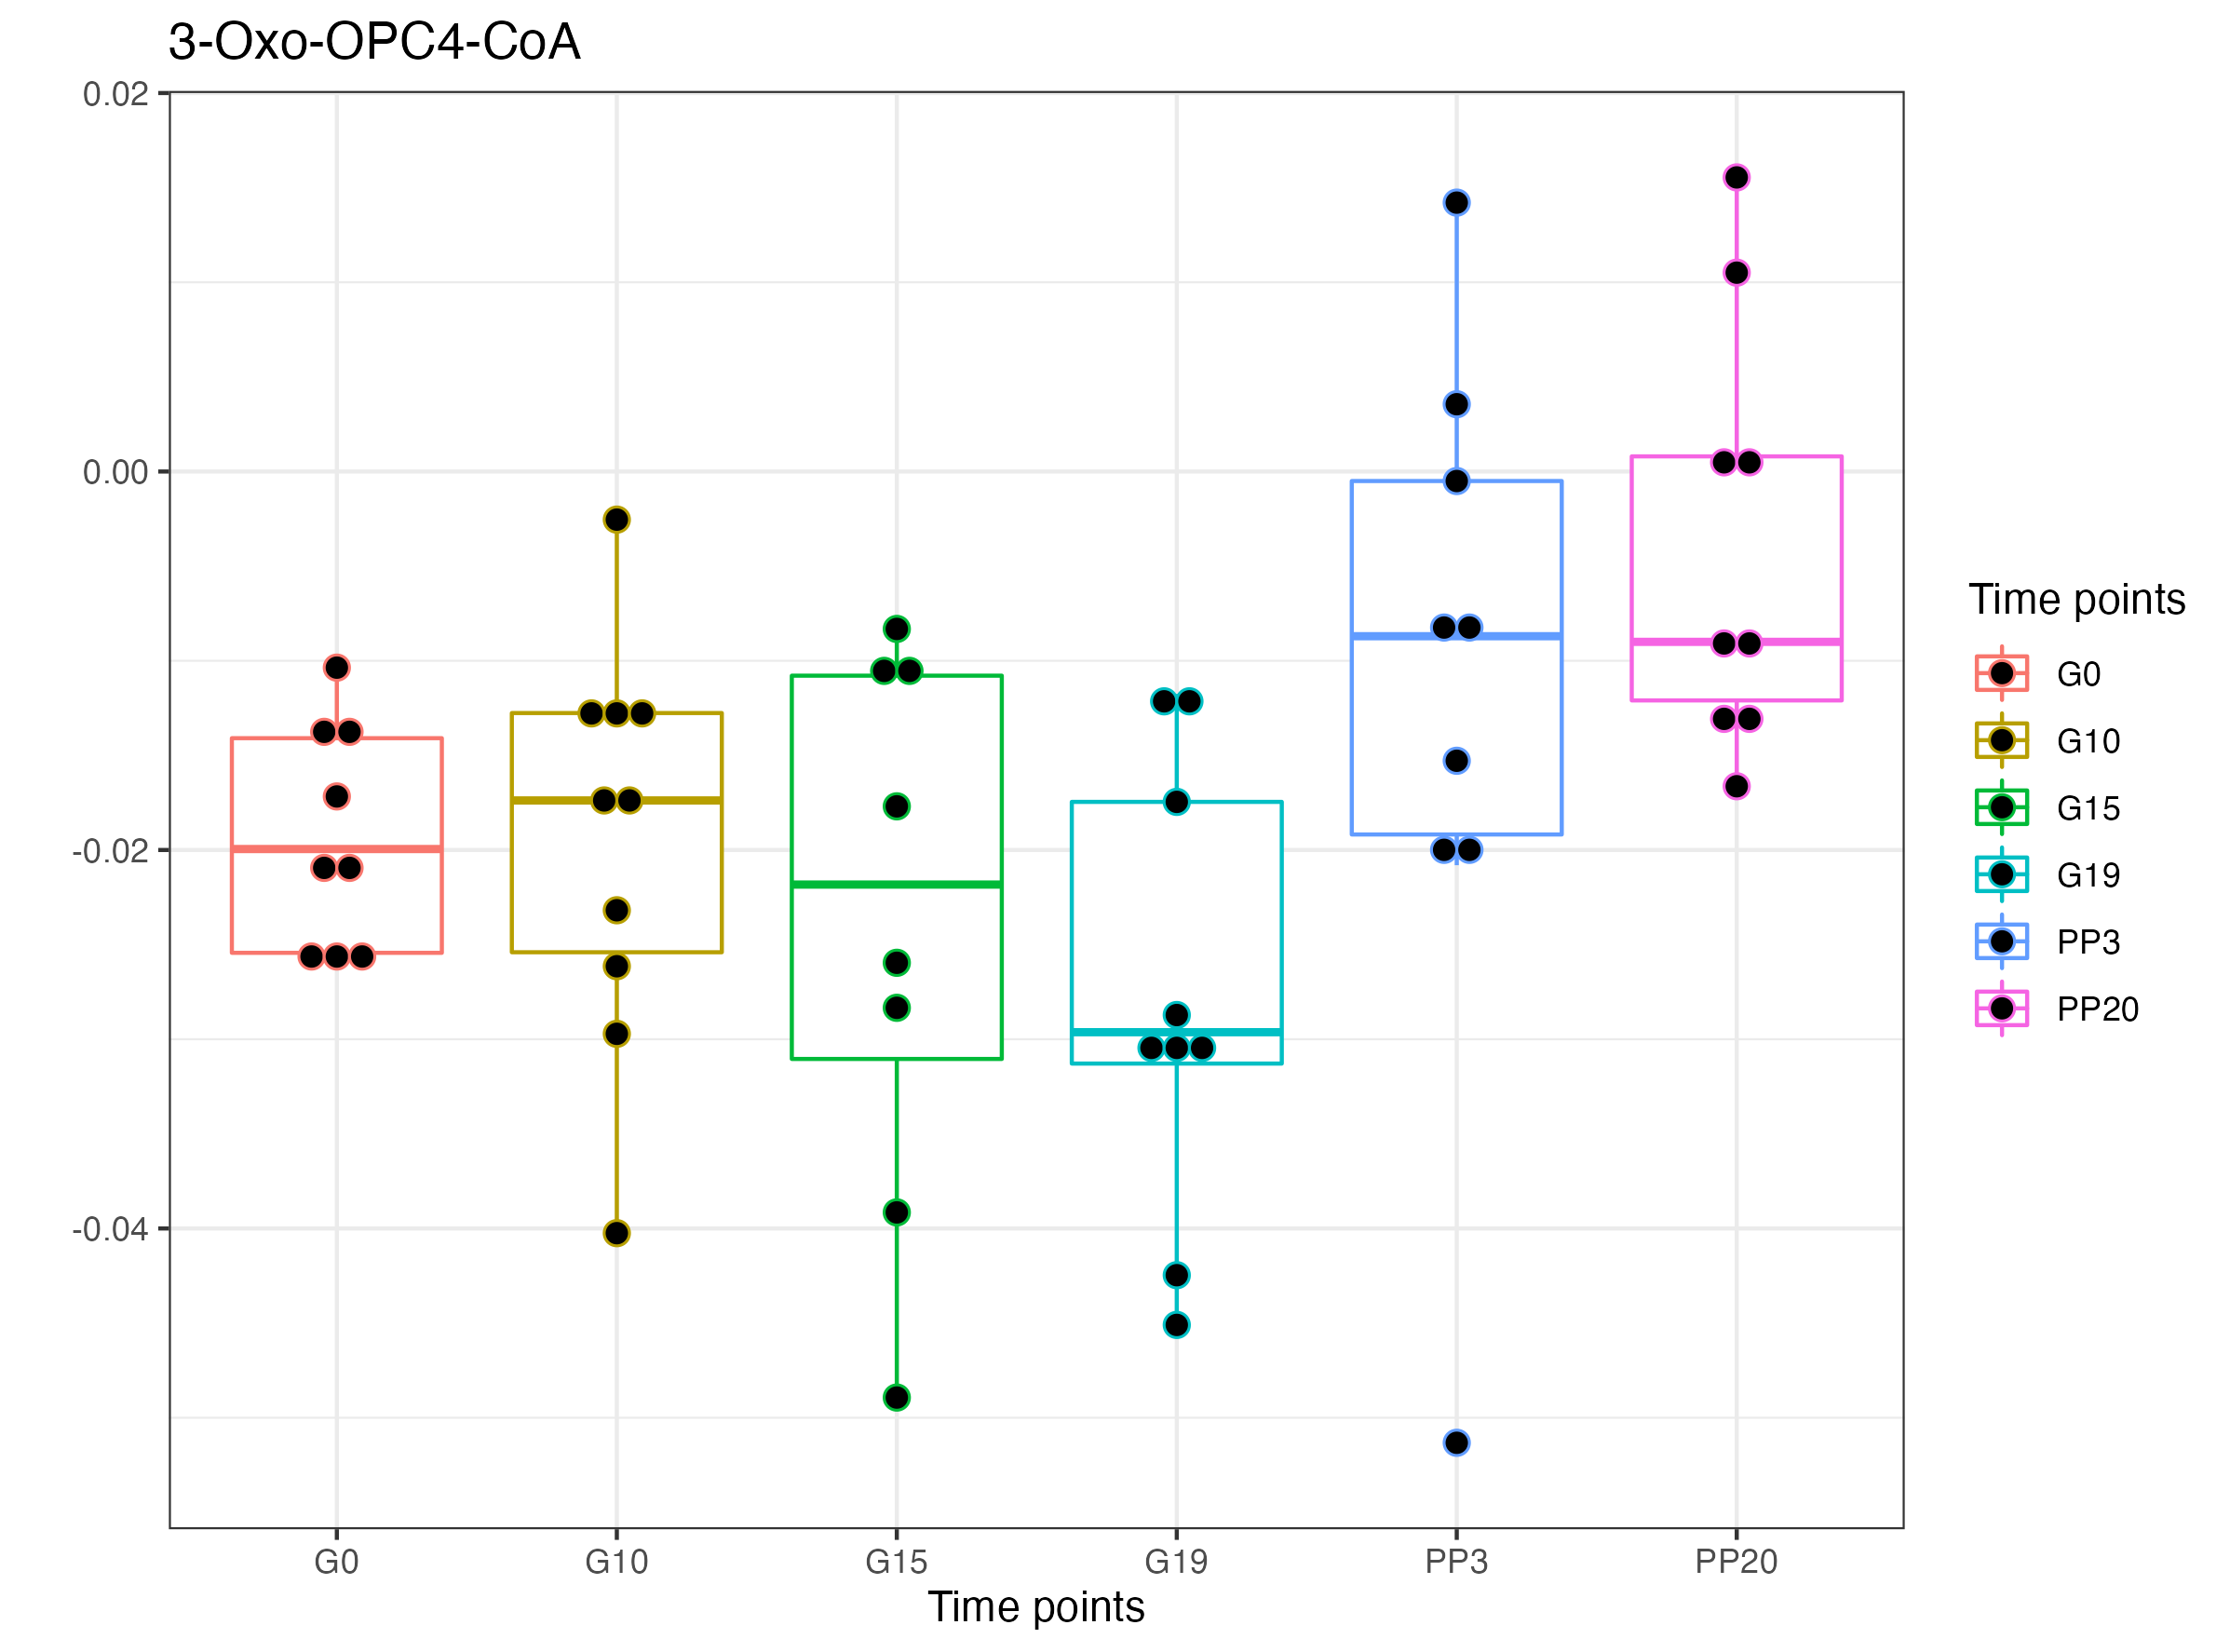 3-Oxo-OPC4-CoA
0.02
0.00
-0.02
-0.04
G0 G10 G15 G19 PP3 PP20
Time points
Time points
G0
G10
G15
G19
PP3
PP20